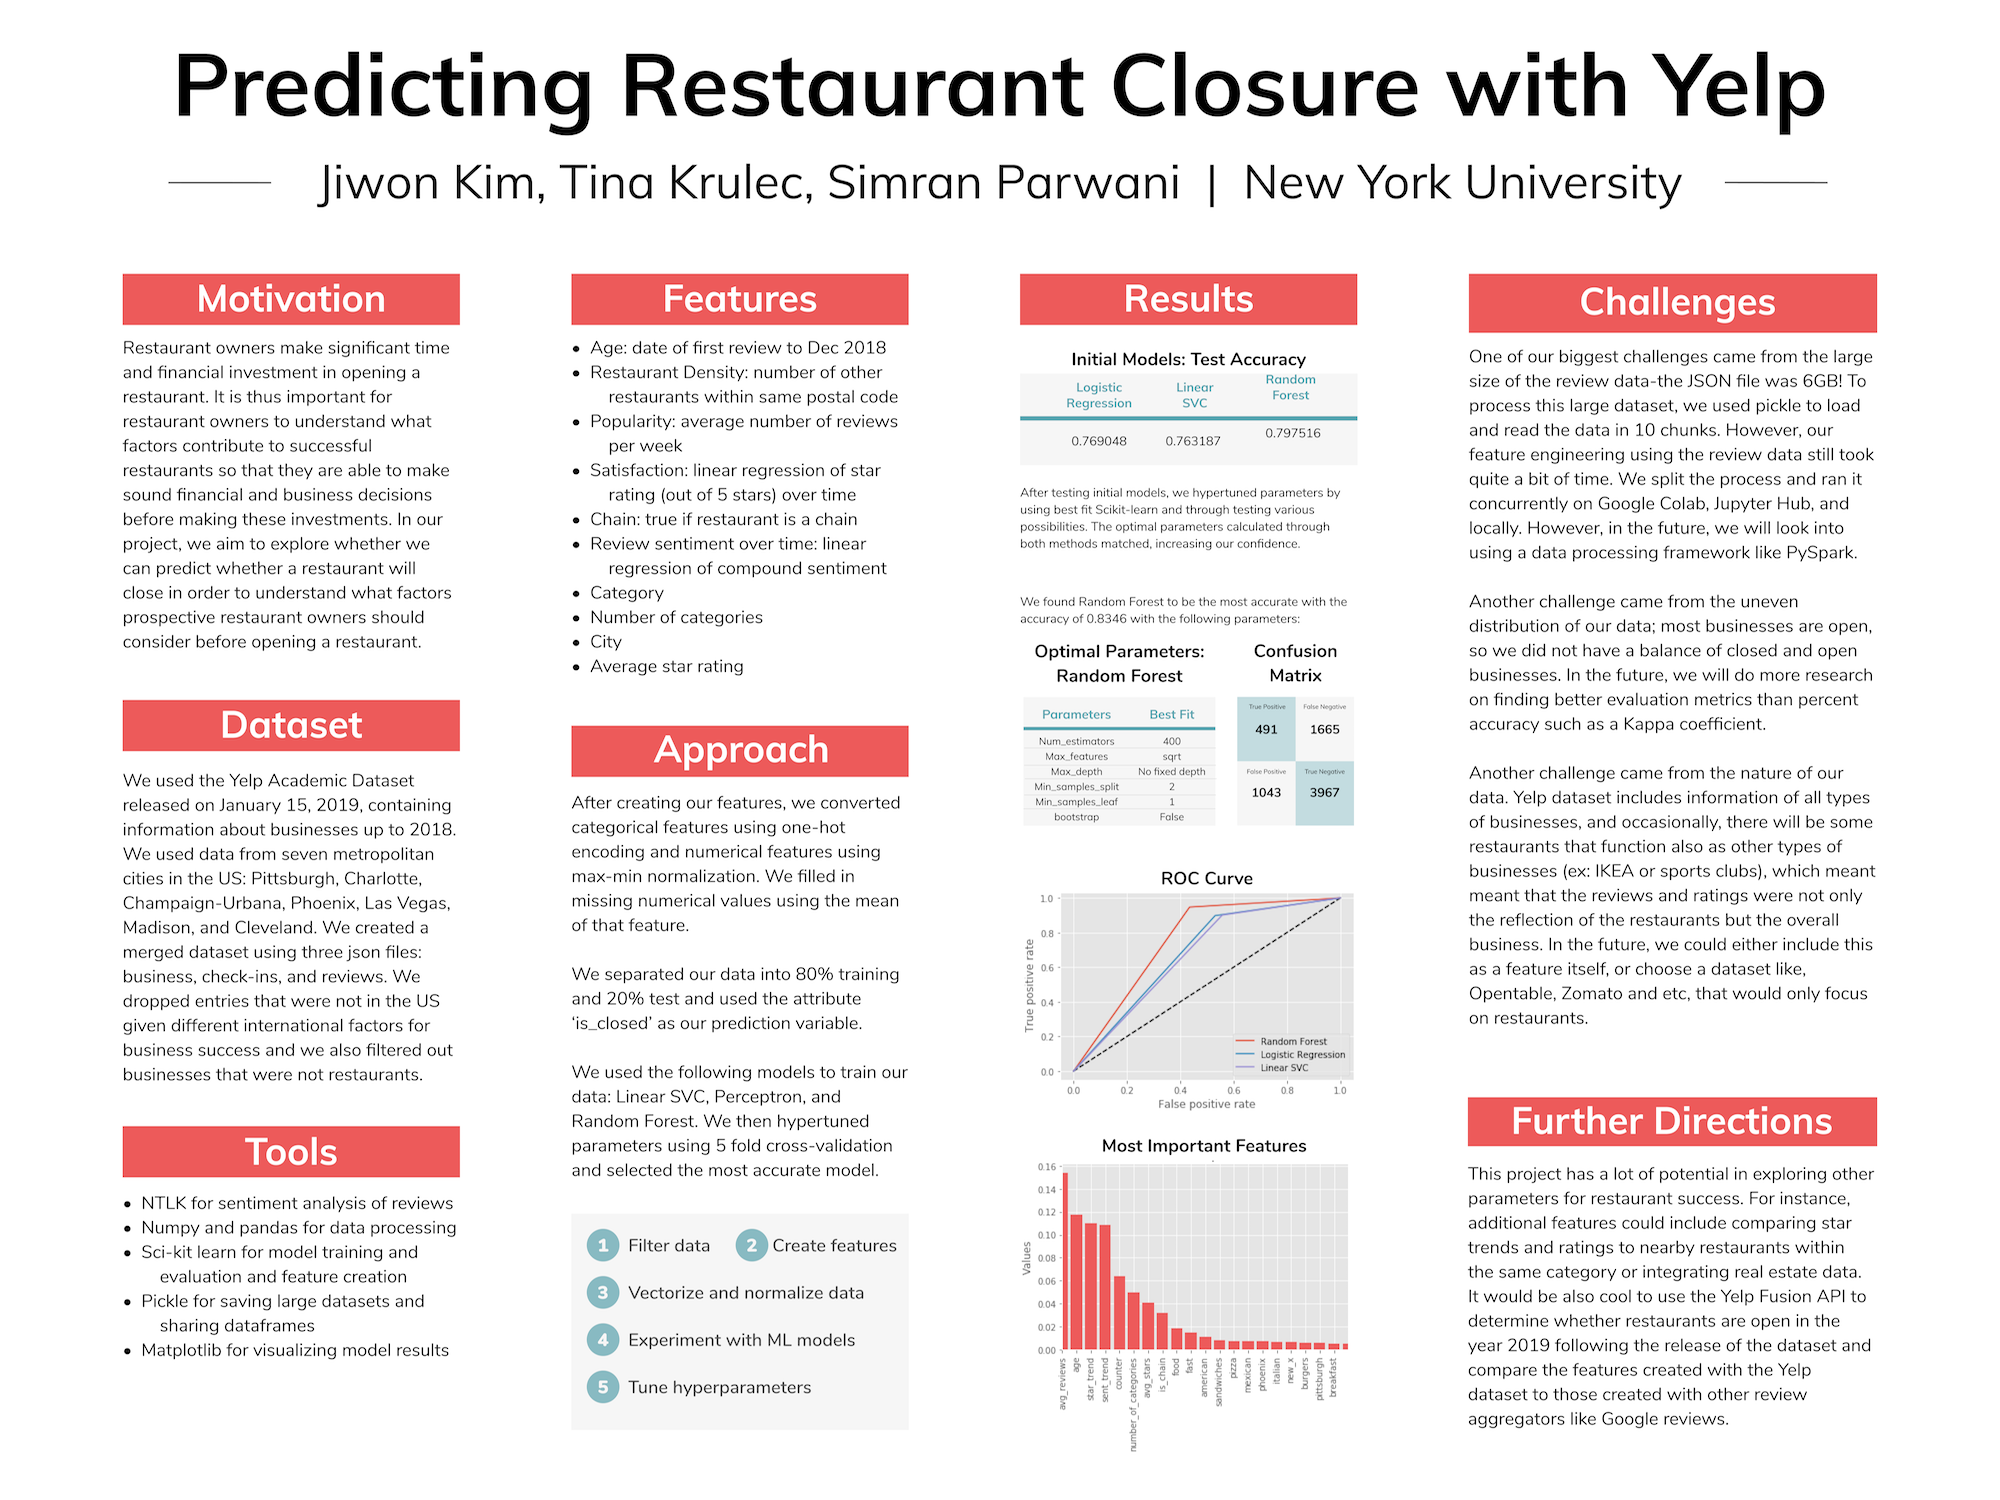 Predicting Restaurant Closure with Yelp
Jiwon Kim, Tina Krulec, Simran Parwani | New York University
Motivation
Restaurant owners make significant time
and financial investment in opening a
restaurant. It is thus important for
restaurant owners to understand what
factors contribute to successful
restaurants so that they are able to make
sound financial and business decisions
before making these investments. In our
project, we aim to explore whether we
can predict whether a restaurant will
close in order to understand what factors
prospective restaurant owners should
consider before opening a restaurant.
Dataset
We used the Yelp Academic Dataset
released on January 15, 2019, containing
information about businesses up to 2018.
We used data from seven metropolitan
cities in the US: Pittsburgh, Charlotte,
Champaign-Urbana, Phoenix, Las Vegas,
Madison, and Cleveland. We created a
merged dataset using three json files:
business, check-ins, and reviews. We
dropped entries that were not in the US
given different international factors for
business success and we also filtered out
businesses that were not restaurants.
Tools
• NTLK for sentiment analysis of reviews
• Numpy and pandas for data processing
• Sci-kit learn for model training and
evaluation and feature creation
• Pickle for saving large datasets and
sharing dataframes
• Matplotlib for visualizing model results
Features
• Age: date of first review to Dec 2018
• Restaurant Density: number of other
restaurants within same postal code
• Popularity: average number of reviews
per week
• Satisfaction: linear regression of star
rating (out of 5 stars) over time
• Chain: true if restaurant is a chain
• Review sentiment over time: linear
regression of compound sentiment
• Category
• Number of categories
• City
• Average star rating
Approach
After creating our features, we converted
categorical features using one-hot
encoding and numerical features using
max-min normalization. We filled in
missing numerical values using the mean
of that feature.
We separated our data into 80% training
and 20% test and used the attribute
‘is_closed’ as our prediction variable.
We used the following models to train our
data: Linear SVC, Perceptron, and
Random Forest. We then hypertuned
parameters using 5 fold cross-validation
and selected the most accurate model.
1 Filter data 2 Create features
3 Vectorize and normalize data
4 Experiment with ML models
5 Tune hyperparameters
Results
Initial Models: Test Accuracy
Logistic Regression Linear SVC Random Forest
0.769048 0.763187 0.797516
After testing initial models, we hypertuned parameters by
using best fit Scikit-learn and through testing various
possibilities. The optimal parameters calculated through
both methods matched, increasing our confidence.
We found Random Forest to be the most accurate with the
accuracy of 0.8346 with the following parameters:
Optimal Parameters:
Random Forest
Parameters Best Fit
Num_estimators 400
Max_features sqrt
Max_depth No fixed depth
Min_samples_split 2
Min_samples_leaf 1
bootstrap False
Confusion
Matrix
True Positive False Negative
491 1665
False Positive True Negative
1043 3967
ROC Curve
True positive rate
1.0
0.8
0.6
0.4
0.2
0.0
Random Forest
Logistic Regression
Linear SVC
0.0 0.2 0.4 0.6 0.8 1.0
False positive rate
Most Important Features
Values
0.16
0.14
0.12
0.10
0.08
0.06
0.04
0.02
0.00
avg_reviews
age
star_trend
sent_trend
counter
number_of_categories
avg_stars
is_chain
food
fast
american
sandwiches
pizza
mexican
phoenix
italian
new_x
burgers
pittsburgh
breakfast
Challenges
One of our biggest challenges came from the large
size of the review data-the JSON file was 6GB! To
process this large dataset, we used pickle to load
and read the data in 10 chunks. However, our
feature engineering using the review data still took
quite a bit of time. We split the process and ran it
concurrently on Google Colab, Jupyter Hub, and
locally. However, in the future, we will look into
using a data processing framework like PySpark.
Another challenge came from the uneven
distribution of our data; most businesses are open,
so we did not have a balance of closed and open
businesses. In the future, we will do more research
on finding better evaluation metrics than percent
accuracy such as a Kappa coefficient.
Another challenge came from the nature of our
data. Yelp dataset includes information of all types
of businesses, and occasionally, there will be some
restaurants that function also as other types of
businesses (ex: IKEA or sports clubs), which meant
meant that the reviews and ratings were not only
the reflection of the restaurants but the overall
business. In the future, we could either include this
as a feature itself, or choose a dataset like,
Opentable, Zomato and etc, that would only focus
on restaurants.
Further Directions
This project has a lot of potential in exploring other
parameters for restaurant success. For instance,
additional features could include comparing star
trends and ratings to nearby restaurants within
the same category or integrating real estate data.
It would be also cool to use the Yelp Fusion API to
determine whether restaurants are open in the
year 2019 following the release of the dataset and
compare the features created with the Yelp
dataset to those created with other review
aggregators like Google reviews.